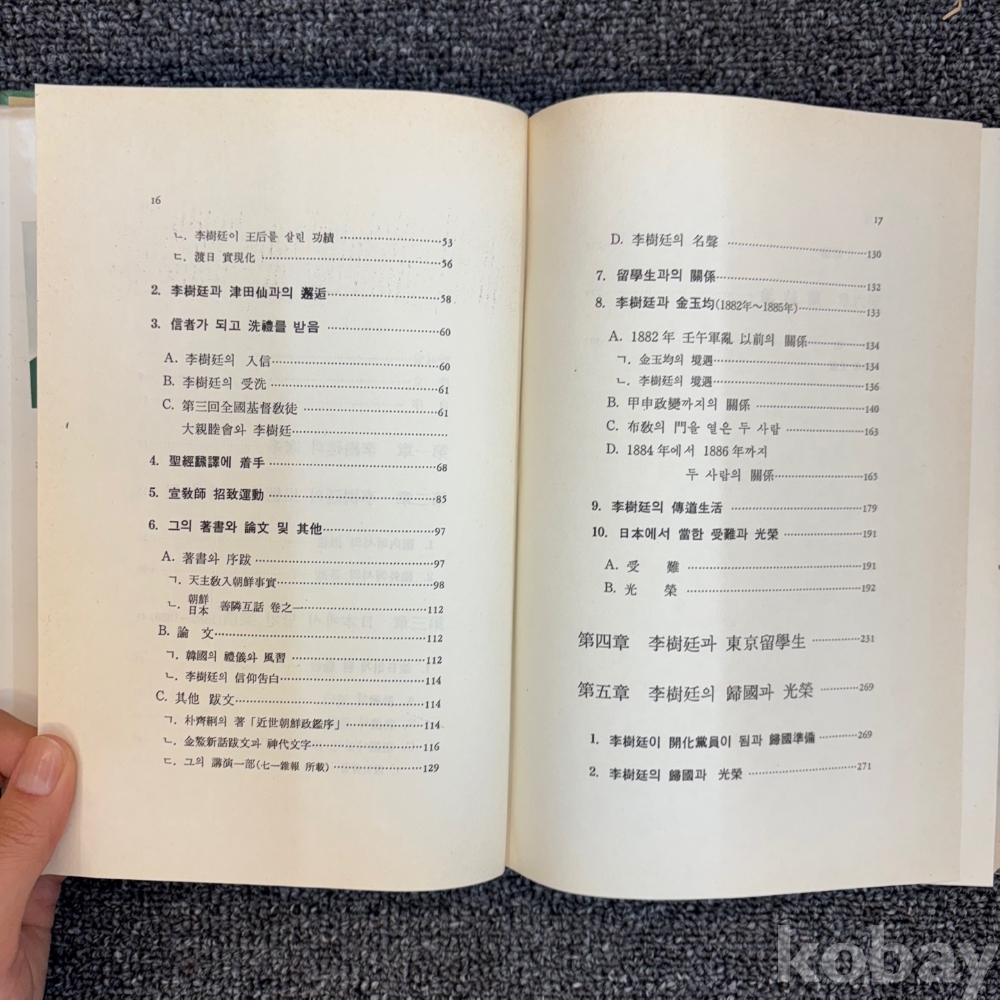 16
ㄴ. 李樹廷이 王后를 살린 功績 ……………53
ㄷ. 渡日 實現化 ……………56
2. 李樹廷과 津田仙과의 邂逅 ……………58
3. 信者가 되고 洗禮를 받음 ……………60
A. 李樹廷의 入信 ……………60
B. 李樹廷의 受洗 ……………61
C. 第三回全國基督敎徒 ……………61
大親睦會와 李樹廷
4. 聖經飜譯에 着手 ……………68
5. 宣敎師 招致運動 ……………85
6. 그의 著書와 論文 및 其他 ……………97
A. 著書와 序跋 ……………97
ㄱ. 天主敎入朝鮮事實 ……………98
ㄴ. 朝鮮日本 善隣互話 卷之一 ……………112
B. 論 文 ……………112
ㄱ. 韓國의 禮儀와 風習 ……………112
ㄴ. 李樹廷의 信仰告白 ……………114
C. 其他 跋文 ……………114
ㄱ. 朴齊絅의 著「近世朝鮮政鑑序」……………114
ㄴ. 金鰲新話跋文과 神代文字 ……………116
ㄷ. 그의 講演一部(七一雜報 所載) ……………129
17
D. 李樹廷의 名聲 ……………130
7. 留學生과의 關係 ……………132
8. 李樹廷과 金玉均(1882年～1885年) ……………133
A. 1882年 壬午軍亂 以前의 關係 ……………134
ㄱ. 金玉均의 境遇 ……………134
ㄴ. 李樹廷의 境遇 ……………136
B. 甲申政變까지의 關係 ……………140
C. 布敎의 門을 열은 두 사람 ……………163
D. 1884年에서 1886年까지
두 사람의 關係 ……………165
9. 李樹廷의 傳道生活 ……………179
10. 日本에서 當한 受難과 光榮 ……………191
A. 受 難 ……………191
B. 光 榮 ……………192
第四章 李樹廷과 東京留學生 ……………231
第五章 李樹廷의 歸國과 光榮 ……………269
1. 李樹廷이 開化黨員이 됨과 歸國準備 ……………269
2. 李樹廷의 歸國과 光榮 ……………271
kobay